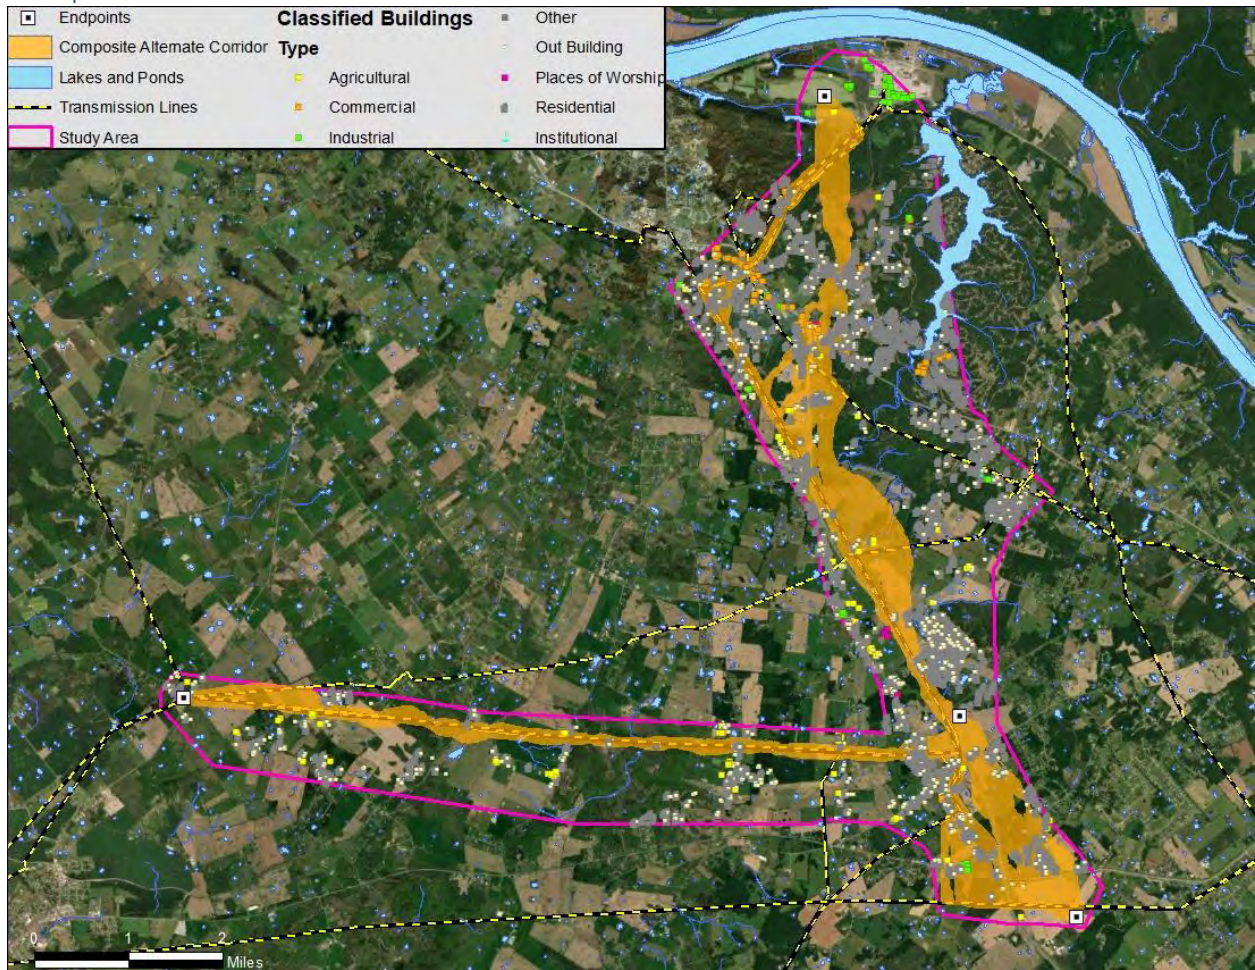 Endpoints
Composite Alternate Corridor
Lakes and Ponds
Transmission Lines
Study Area
Classified Buildings
Type
Agricultural
Commercial
Industrial
Other
Out Building
Places of Worship
Residential
Institutional
0 1 2
Miles